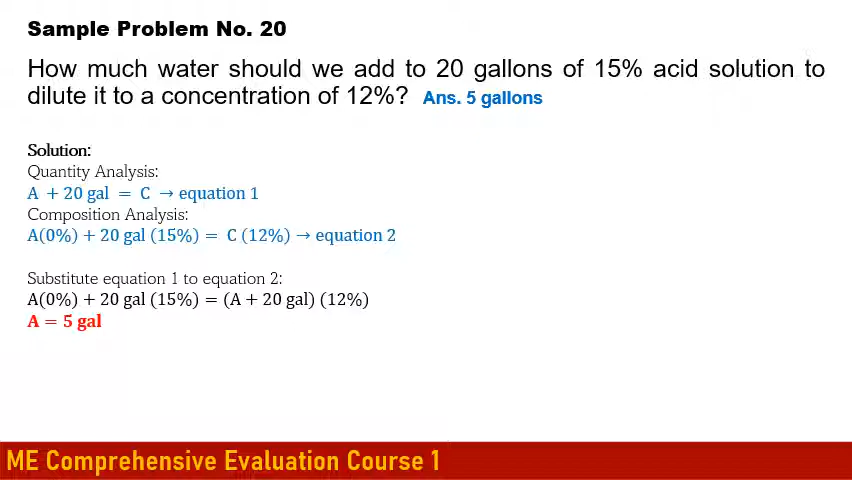 Sample Problem No. 20
How much water should we add to 20 gallons of 15% acid solution to
dilute it to a concentration of 12%? Ans. 5 gallons
Solution:
Quantity Analysis:
A + 20 gal = C → equation 1
Composition Analysis:
A(0%) + 20 gal (15%) = C (12%) → equation 2
Substitute equation 1 to equation 2:
A(0%) + 20 gal (15%) = (A + 20 gal) (12%)
A = 5 gal
ME Comprehensive Evaluation Course 1